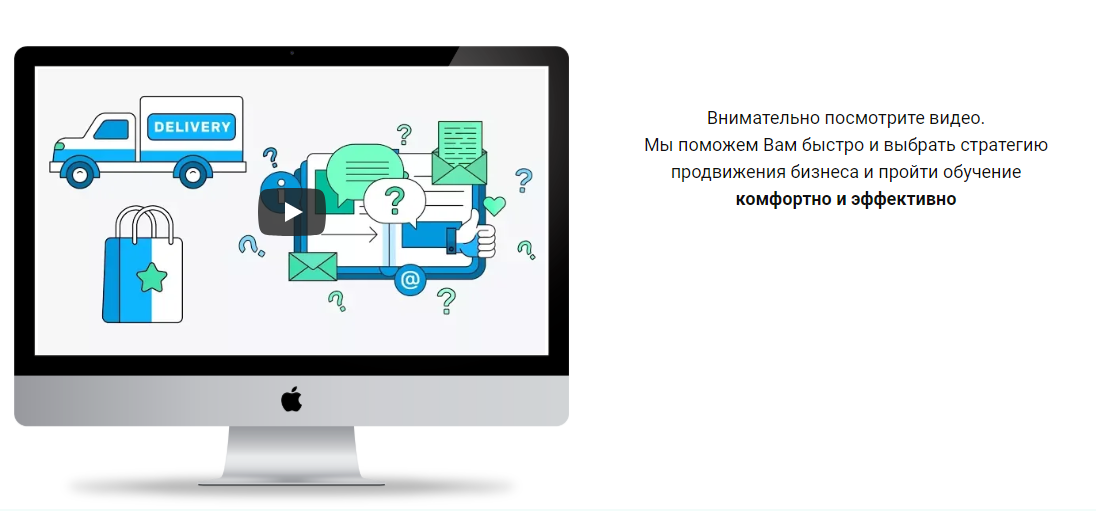 DELIVERY
?
?
?
?
?
?
?
?
@
Внимательно посмотрите видео.
Мы поможем Вам быстро и выбрать стратегию
продвижения бизнеса и пройти обучение
комфортно и эффективно